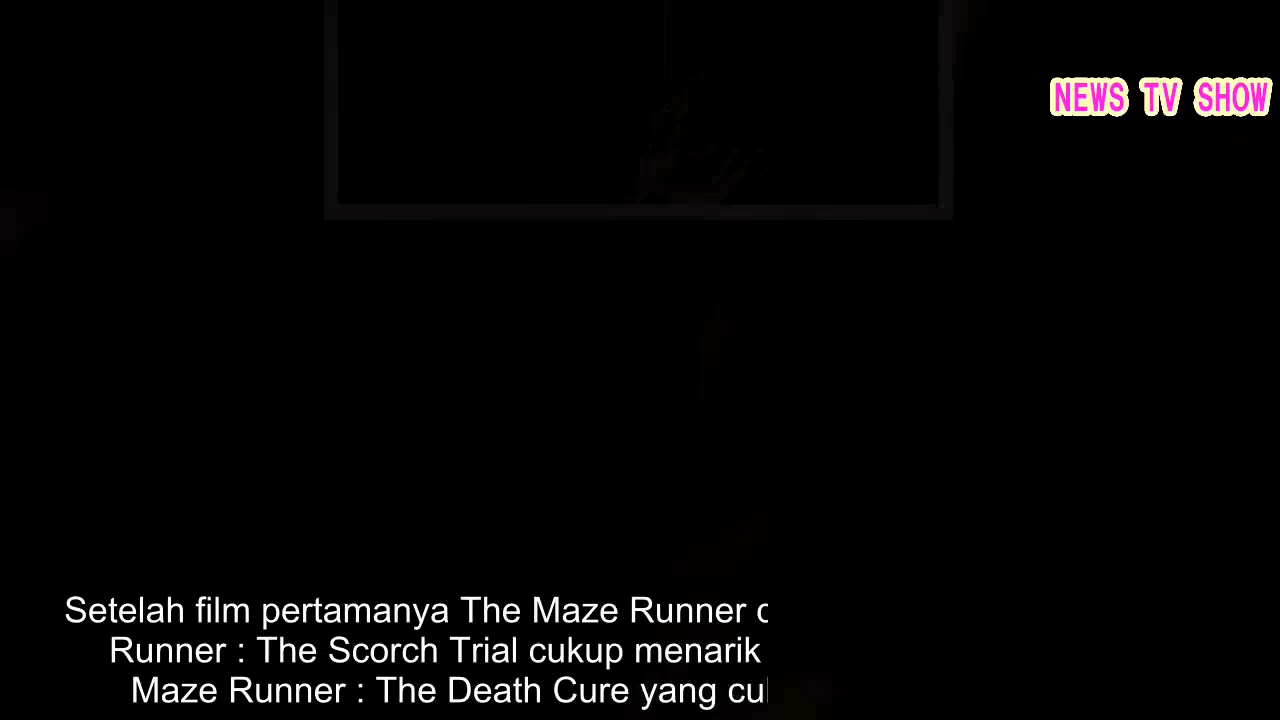 NEWS TV SHOW
Setelah film pertamanya The Maze Runner
Runner : The Scorch Trial cukup menarik
Maze Runner : The Death Cure yang